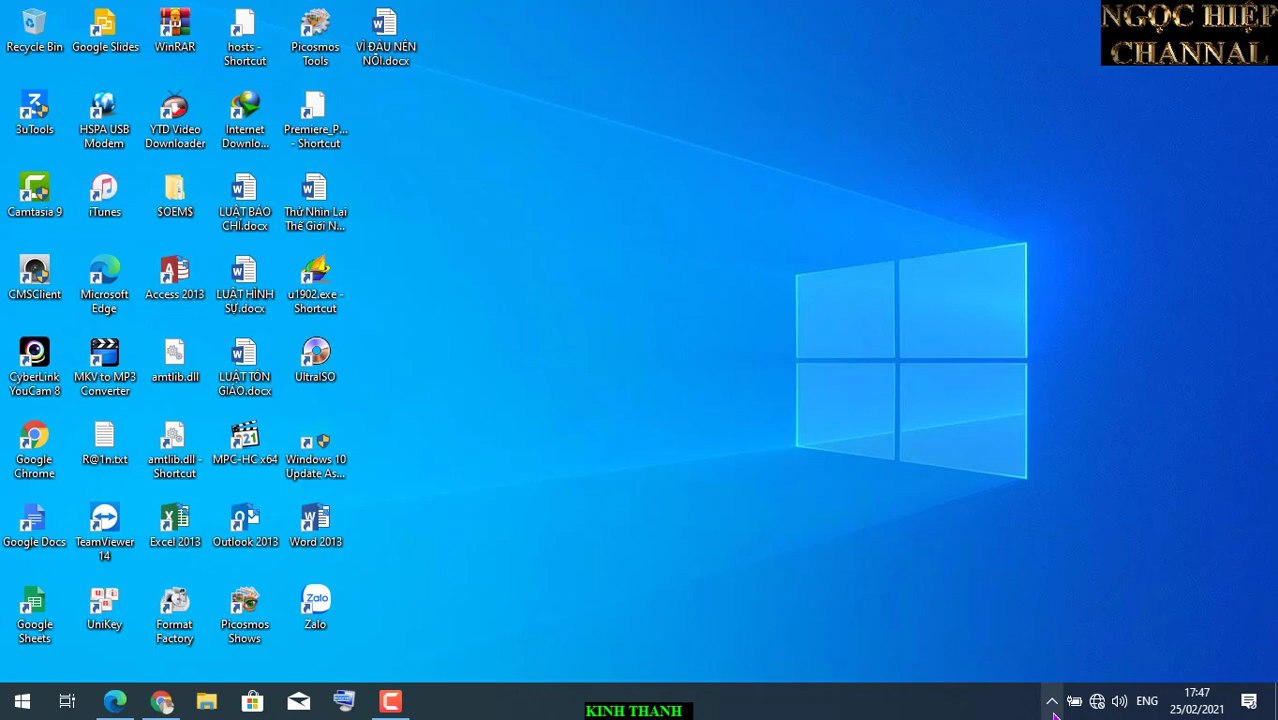 NGỌC HIỆP
CHANNAL
Recycle Bin
Google Slides
WinRAR
hosts -
Shortcut
Picosmos
Tools
VÌ ĐÂU NÊN
NỖI.docx
3uTools
HSPA USB
Modem
YTD Video
Downloader
Internet
Downlo...
Premiere_P...
- Shortcut
Camtasia 9
iTunes
$OEM$
LUẬT BÁO
CHÍ.docx
Thử Nhìn Lại
Thế Giới N...
CMSClient
Microsoft
Edge
Access 2013
LUẬT HÌNH
SỰ.docx
u1902.exe -
Shortcut
CyberLink
YouCam 8
MKV to MP3
Converter
amtlib.dll
LUẬT TÔN
GIÁO.docx
UltraISO
Google
Chrome
R@1n.txt
amtlib.dll -
Shortcut
MPC-HC x64
Windows 10
Update As...
Google Docs
TeamViewer
14
Excel 2013
Outlook 2013
Word 2013
Google
Sheets
UniKey
Format
Factory
Picosmos
Shows
Zalo
Zalo
KINH THANH
ENG
17:47
25/02/2021